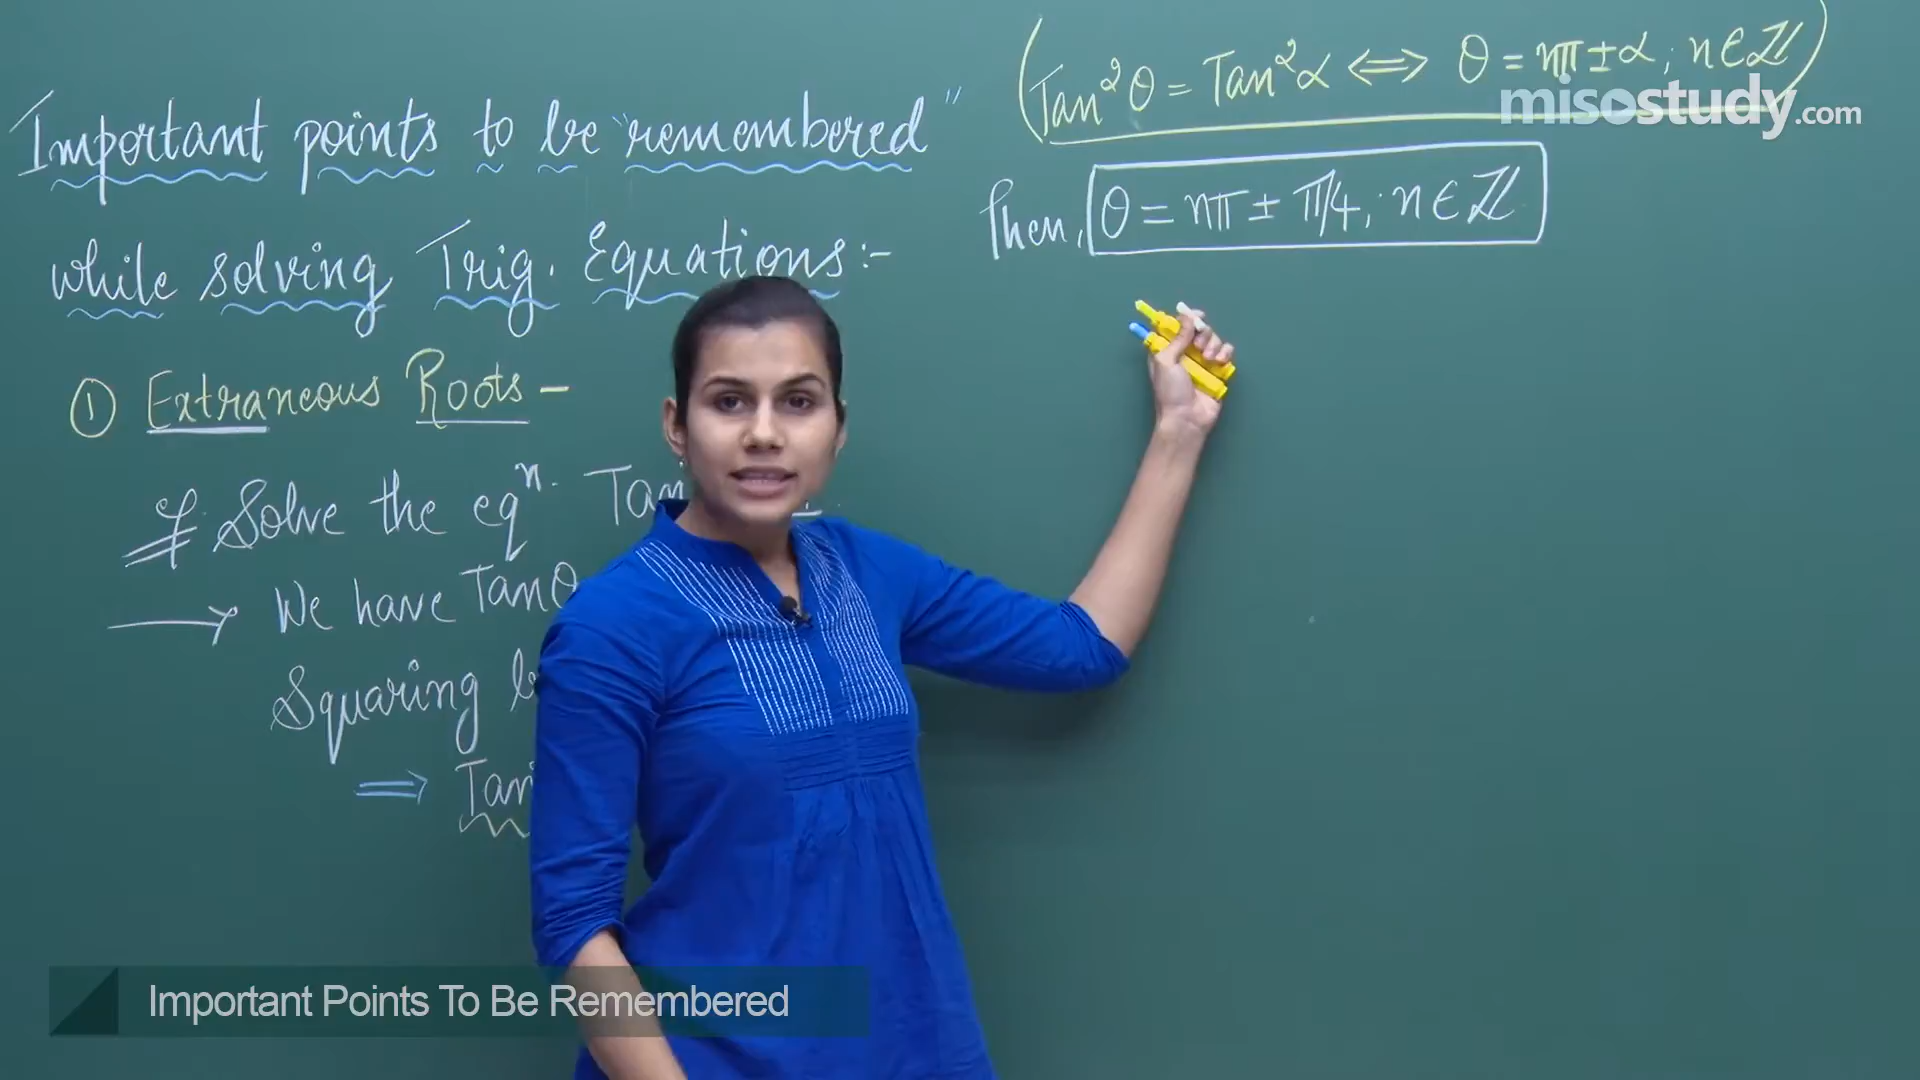 Important points to be "remembered"
while solving Trig. Equations:-
① Extraneous Roots -
Solve the eqⁿ. Tan
We have Tanθ
Squaring
⇒ Tan
(Tan²θ = Tan²α ⇔ θ = nπ ± α; n ∈ ℤ)
Then, θ = nπ ± π/4; n ∈ ℤ
misostudy.com
Important Points To Be Remembered